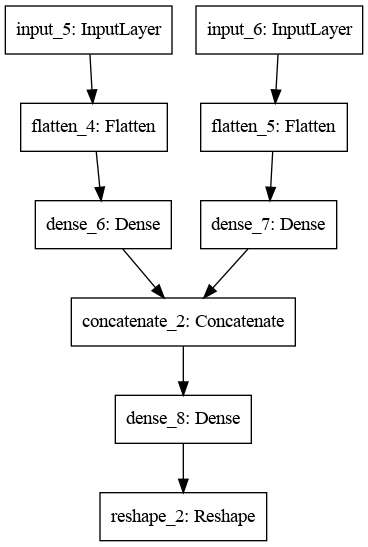 input_5: InputLayer
input_6: InputLayer
flatten_4: Flatten
flatten_5: Flatten
dense_6: Dense
dense_7: Dense
concatenate_2: Concatenate
dense_8: Dense
reshape_2: Reshape